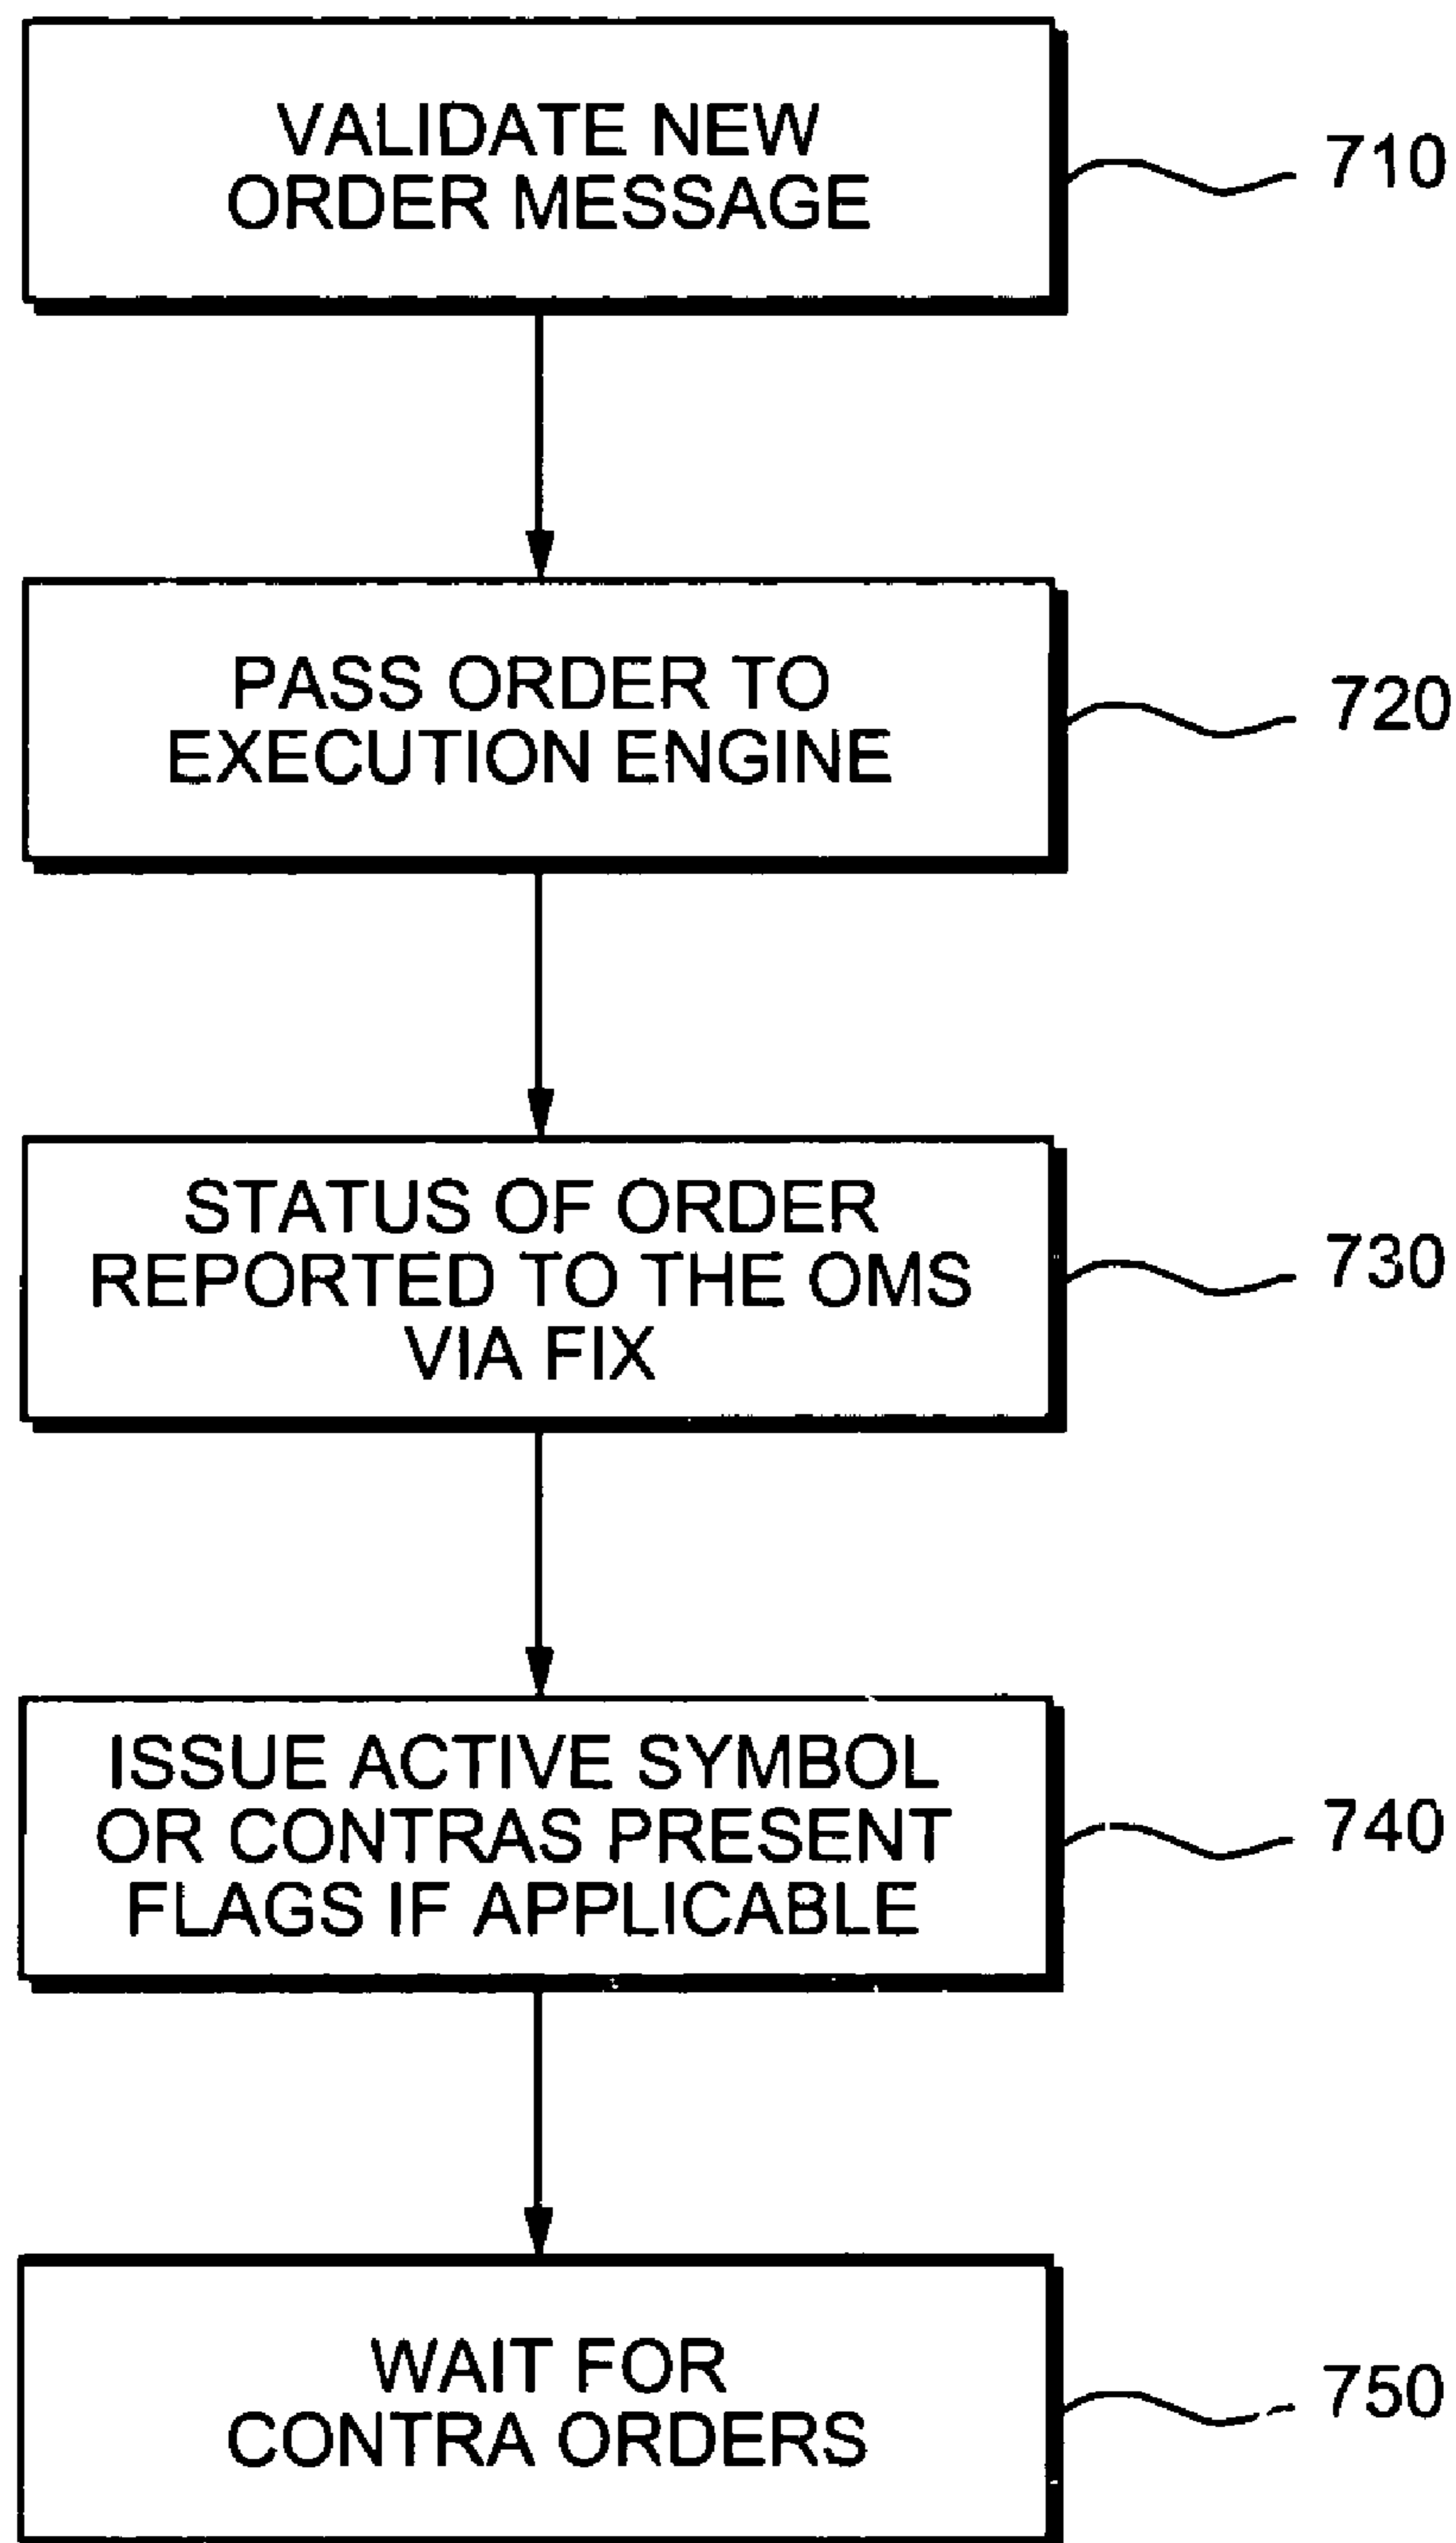 VALIDATE NEW
ORDER MESSAGE
710
PASS ORDER TO
EXECUTION ENGINE
720
STATUS OF ORDER
REPORTED TO THE OMS
VIA FIX
730
ISSUE ACTIVE SYMBOL
OR CONTRAS PRESENT
FLAGS IF APPLICABLE
740
WAIT FOR
CONTRA ORDERS
750